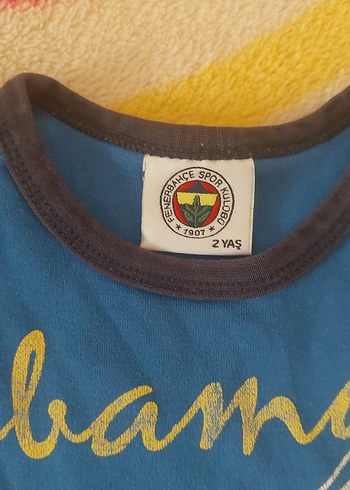 FENERBAHÇE SPOR KULÜBÜ
★ 1907 ★
2 YAŞ
bam